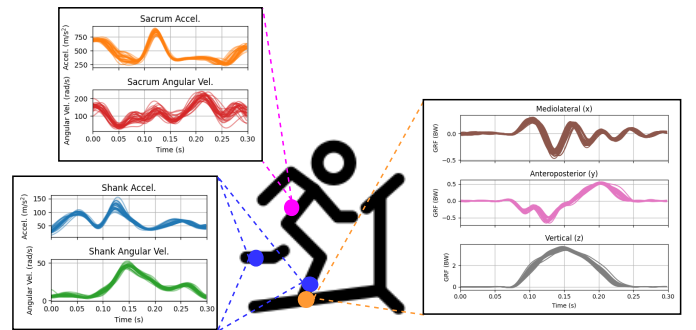 Sacrum Accel.
Accel. (m/s²)
750
500
250
Sacrum Angular Vel.
Angular Vel. (rad/s)
200
100
0.00 0.05 0.10 0.15 0.20 0.25 0.30
Time (s)
Shank Accel.
Accel. (m/s²)
150
100
50
Shank Angular Vel.
Angular Vel. (rad/s)
50
0
0.00 0.05 0.10 0.15 0.20 0.25 0.30
Time (s)
Mediolateral (x)
GRF (BW)
0.0
−0.5
Anteroposterior (y)
GRF (BW)
0.5
0.0
−0.5
Vertical (z)
GRF (BW)
2
0
0.00 0.05 0.10 0.15 0.20 0.25 0.30
Time (s)